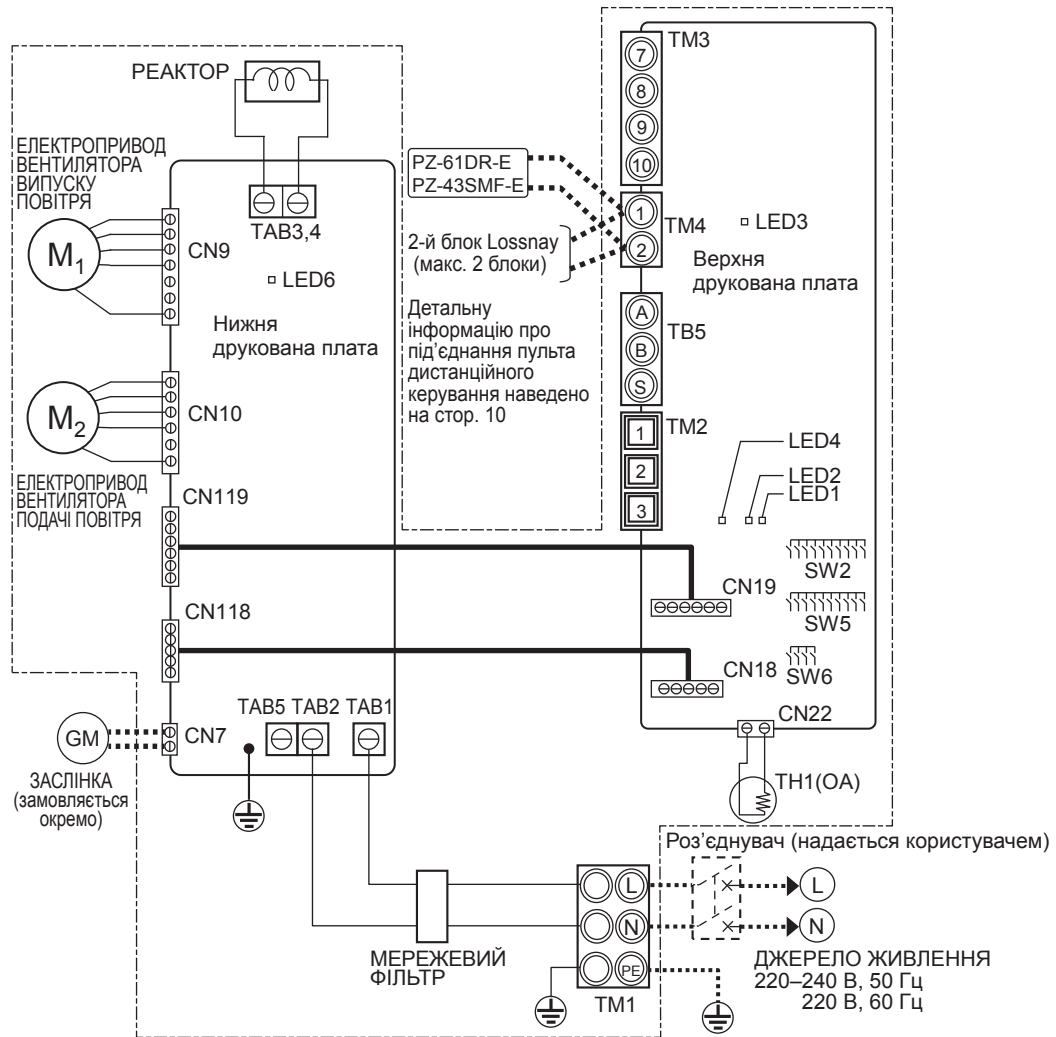 РЕАКТОР
ЕЛЕКТРОПРИВОД
ВЕНТИЛЯТОРА
ВИПУСКУ
ПОВІТРЯ
M1
CN9
TAB3,4
LED6
Нижня
друкована плата
M2
CN10
ЕЛЕКТРОПРИВОД
ВЕНТИЛЯТОРА
ПОДАЧІ ПОВІТРЯ
CN119
CN118
TAB5 TAB2 TAB1
GM
CN7
ЗАСЛІНКА
(замовляється
окремо)
PZ-61DR-E
PZ-43SMF-E
2-й блок Lossnay
(макс. 2 блоки)
Детальну
інформацію про
під’єднання пульта
дистанційного
керування наведено
на стор. 10
TM3
7
8
9
10
1
2
TM4
LED3
Верхня
друкована плата
A
B
S
TB5
1
2
3
TM2
LED4
LED2
LED1
SW2
CN19
SW5
CN18
SW6
CN22
TH1(OA)
Роз’єднувач (надається користувачем)
L
N
PE
TM1
L
N
МЕРЕЖЕВИЙ
ФІЛЬТР
ДЖЕРЕЛО ЖИВЛЕННЯ
220–240 В, 50 Гц
220 В, 60 Гц